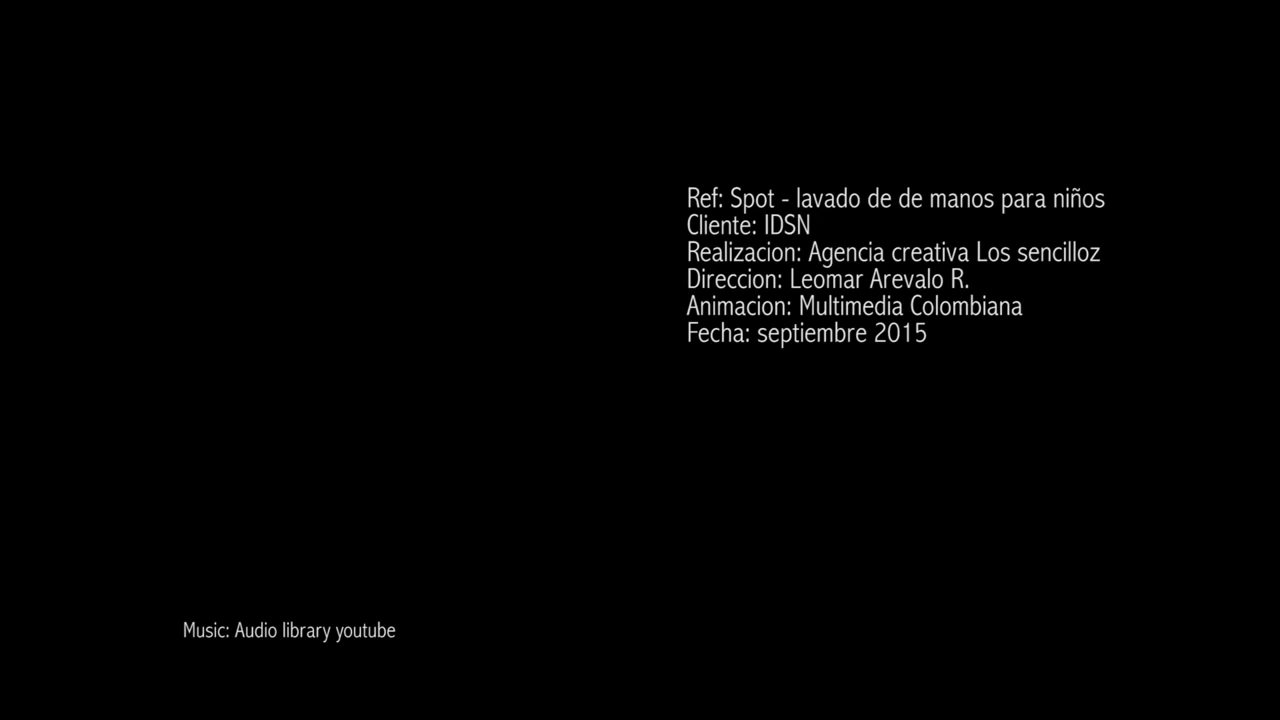 Ref: Spot - lavado de de manos para niños
Cliente: IDSN
Realizacion: Agencia creativa Los sencilloz
Direccion: Leomar Arevalo R.
Animacion: Multimedia Colombiana
Fecha: septiembre 2015
Music: Audio library youtube